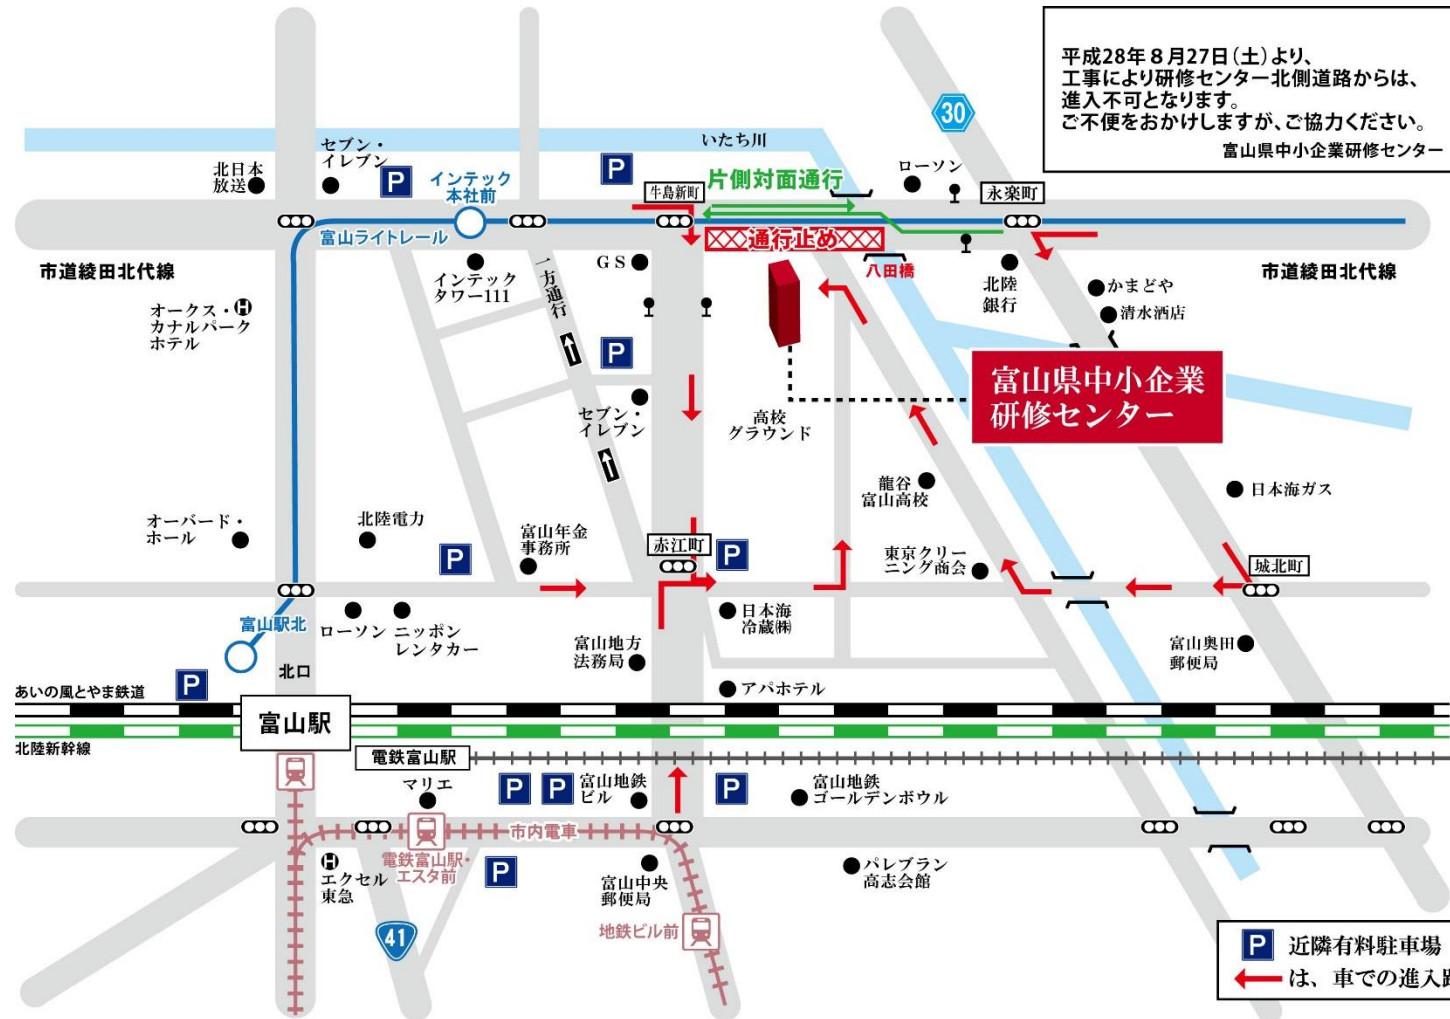 平成28年8月27日(土)より、
工事により研修センター北側道路からは、
進入不可となります。
ご不便をおかけしますが、ご協力ください。
富山県中小企業研修センター
30
いたち川
セブン・
イレブン
北日本
放送
P
インテック
本社前
P
牛島新町
片側対面通行
ローソン
永楽町
富山ライトレール
通行止め
市道綾田北代線
インテック
タワー111
一方通行
GS
八田橋
北陸
銀行
かまどや
清水酒店
市道綾田北代線
オークス・
カナルパーク
ホテル
H
P
セブン・
イレブン
高校
グラウンド
富山県中小企業
研修センター
龍谷
富山高校
日本海ガス
オーバード・
ホール
北陸電力
P
富山年金
事務所
赤江町
P
東京クリー
ニング商会
城北町
富山駅北
ローソン
ニッポン
レンタカー
日本海
冷蔵㈱
富山地方
法務局
富山奥田
郵便局
北口
P
アパホテル
あいの風とやま鉄道
富山駅
北陸新幹線
電鉄富山駅
マリエ
P
P
富山地鉄
ビル
P
富山地鉄
ゴールデンボウル
市内電車
電鉄富山駅・
エスタ前
H
エクセル
東急
P
富山中央
郵便局
パレブラン
高志会館
41
地鉄ビル前
P
近隣有料駐車場
は、車での進入路